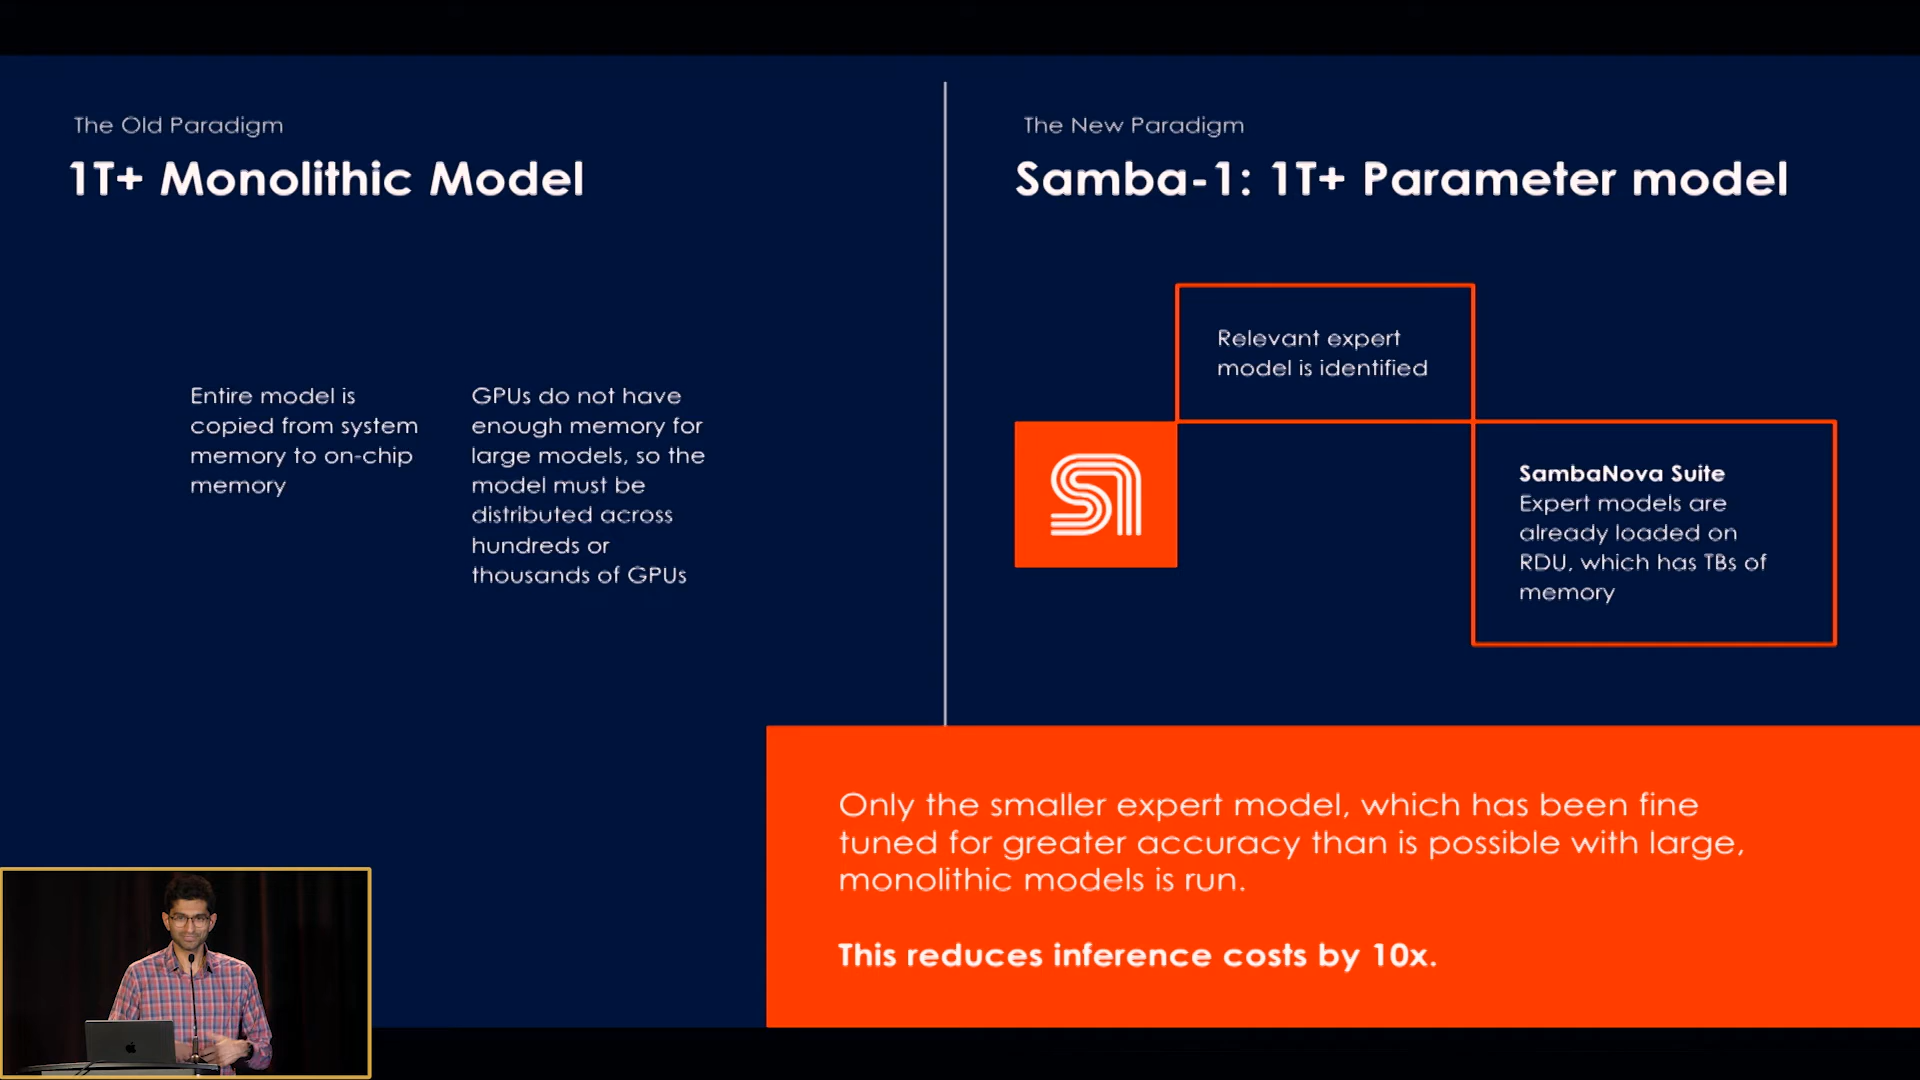 The Old Paradigm
1T+ Monolithic Model
Entire model is
copied from system
memory to on-chip
memory
GPUs do not have
enough memory for
large models, so the
model must be
distributed across
hundreds or
thousands of GPUs
The New Paradigm
Samba-1: 1T+ Parameter model
Relevant expert
model is identified
SambaNova Suite
Expert models are
already loaded on
RDU, which has TBs of
memory
Only the smaller expert model, which has been fine
tuned for greater accuracy than is possible with large,
monolithic models is run.
This reduces inference costs by 10x.